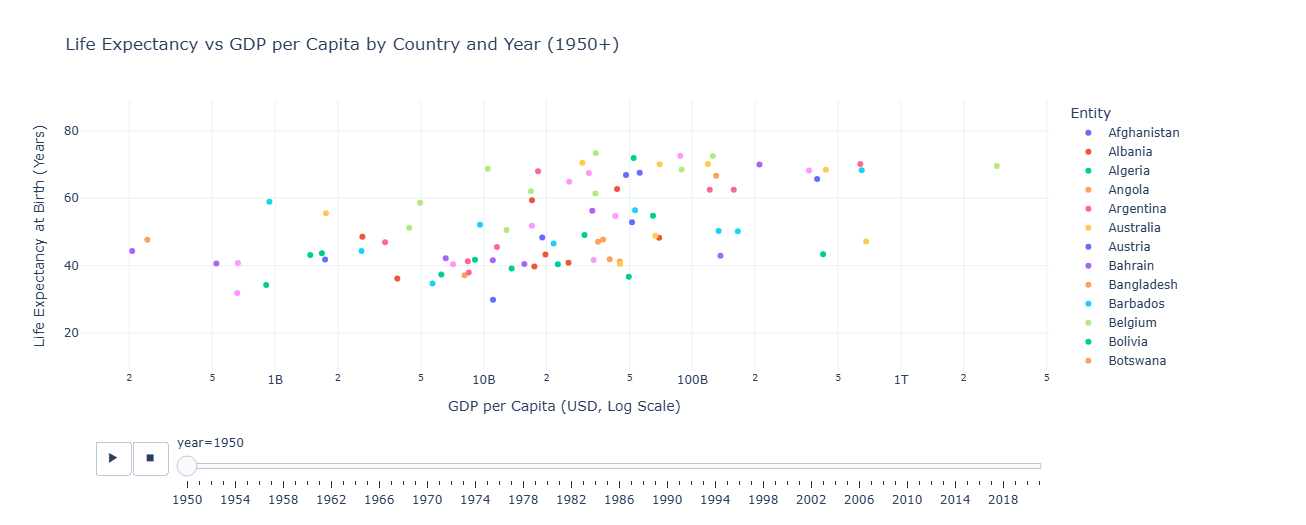 Life Expectancy vs GDP per Capita by Country and Year (1950+)
Life Expectancy at Birth (Years)
80
60
40
20
2 5 1B 2 5 10B 2 5 100B 2 5 1T 2 5
GDP per Capita (USD, Log Scale)
Entity
Afghanistan
Albania
Algeria
Angola
Argentina
Australia
Austria
Bahrain
Bangladesh
Barbados
Belgium
Bolivia
Botswana
year=1950
1950 1954 1958 1962 1966 1970 1974 1978 1982 1986 1990 1994 1998 2002 2006 2010 2014 2018